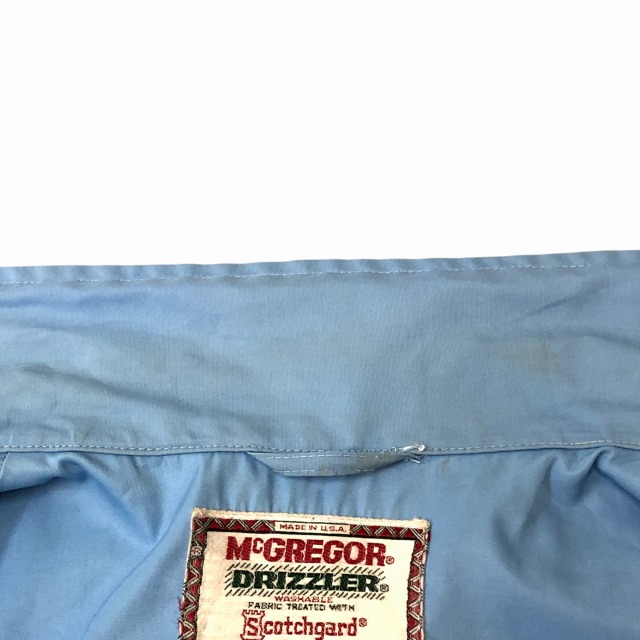 MADE IN U.S.A.
McGREGOR®
DRIZZLER®
WASHABLE
FABRIC TREATED WITH
Scotchgard®